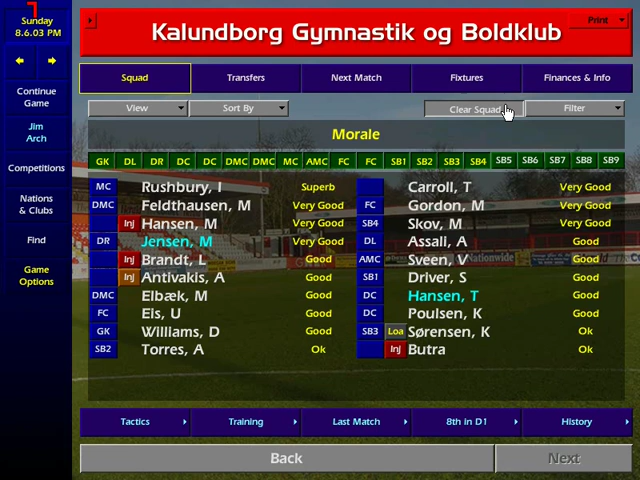 Sunday
8.6.03 PM
Kalundborg Gymnastik og Boldklub
Print
Squad
Transfers
Next Match
Fixtures
Finances & Info
Continue
Game
Jim
Arch
Competitions
Nations
& Clubs
Find
Game
Options
View
Sort By
Clear Squad
Filter
Morale
GK DL DR DC DC DMC DMC MC AMC FC FC SB1 SB2 SB3 SB4 SB5 SB6 SB7 SB8 SB9
MC Rushbury, I Superb
Carroll, T Very Good
DMC Feldthausen, M Very Good
FC Gordon, M Very Good
Inj Hansen, M Very Good
SB4 Skov, M Very Good
DR Jensen, M Very Good
DL Assali, A Good
Inj Brandt, L Good
AMC Sveen, V Good
Inj Antivakis, A Good
SB1 Driver, S Good
DMC Elbæk, M Good
DC Hansen, T Good
FC Eis, U Good
DC Poulsen, K Good
GK Williams, D Good
SB3 Loa Sørensen, K Ok
SB2 Torres, A Ok
Inj Butra Ok
Tactics
Training
Last Match
8th in D1
History
Back
Next